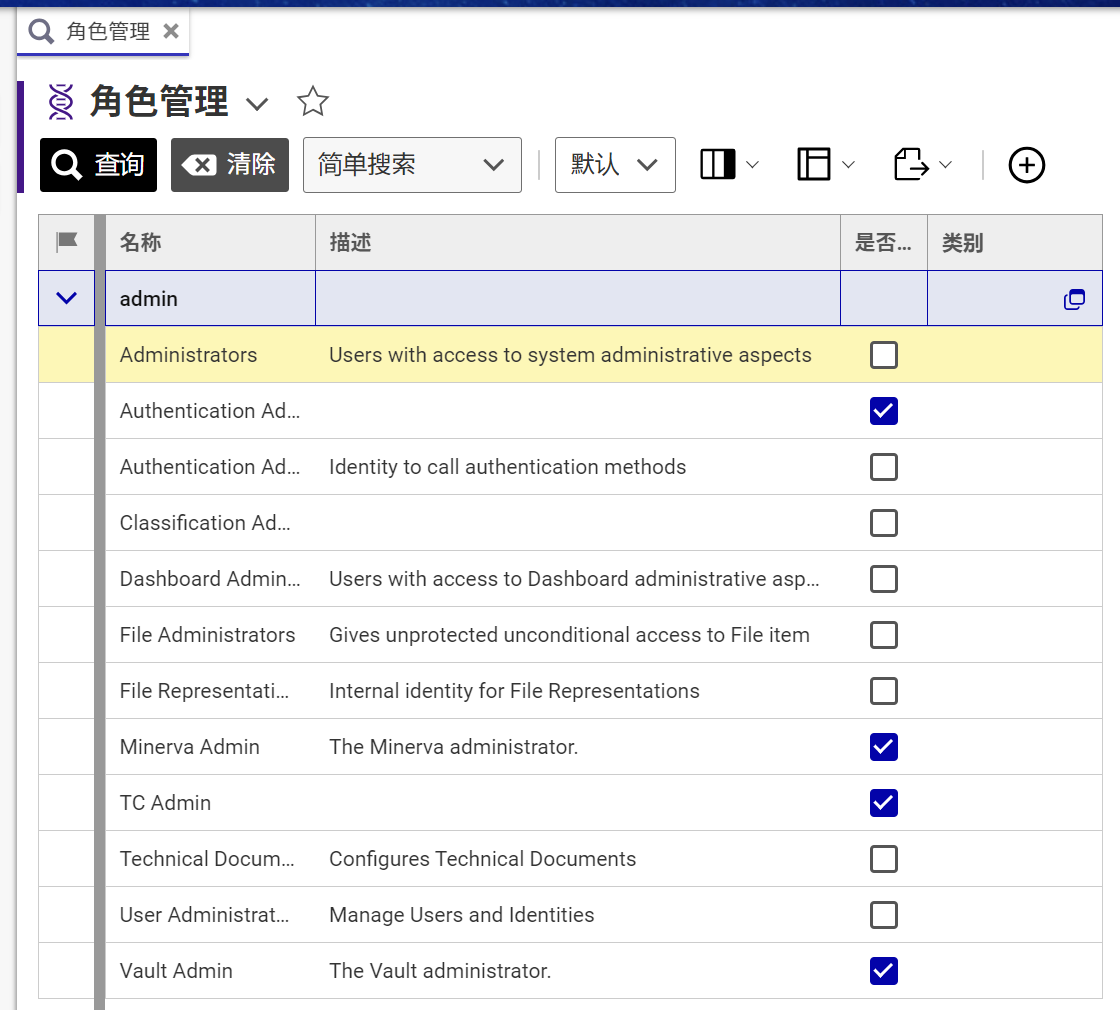 角色管理
角色管理
查询 清除 简单搜索 默认
名称 描述 是否... 类别
admin
Administrators Users with access to system administrative aspects
Authentication Ad...
Authentication Ad... Identity to call authentication methods
Classification Ad...
Dashboard Admin... Users with access to Dashboard administrative asp...
File Administrators Gives unprotected unconditional access to File item
File Representati... Internal identity for File Representations
Minerva Admin The Minerva administrator.
TC Admin
Technical Docum... Configures Technical Documents
User Administrat... Manage Users and Identities
Vault Admin The Vault administrator.